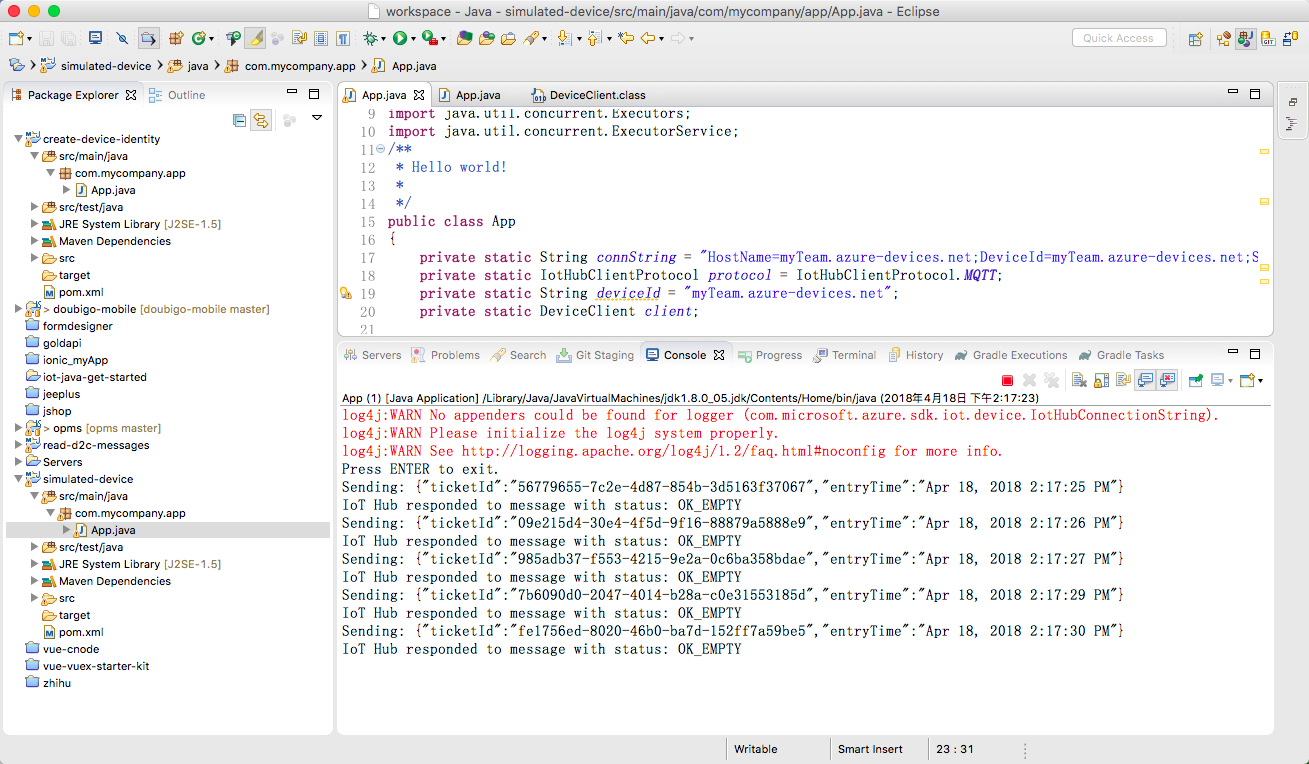 workspace - Java - simulated-device/src/main/java/com/mycompany/app/App.java - Eclipse
Quick Access
simulated-device java com.mycompany.app App.java
Package Explorer Outline
create-device-identity
src/main/java
com.mycompany.app
App.java
src/test/java
JRE System Library [J2SE-1.5]
Maven Dependencies
src
target
pom.xml
> doubigo-mobile [doubigo-mobile master]
formdesigner
goldapi
ionic_myApp
iot-java-get-started
jeeplus
jshop
> opms [opms master]
read-d2c-messages
Servers
simulated-device
src/main/java
com.mycompany.app
App.java
src/test/java
JRE System Library [J2SE-1.5]
Maven Dependencies
src
target
pom.xml
vue-cnode
vue-vuex-starter-kit
zhihu
App.java App.java DeviceClient.class
9 import java.util.concurrent.Executors;
10 import java.util.concurrent.ExecutorService;
11 /**
12 * Hello world!
13 *
14 */
15 public class App
16 {
17 private static String connString = "HostName=myTeam.azure-devices.net;DeviceId=myTeam.azure-devices.net;S
18 private static IotHubClientProtocol protocol = IotHubClientProtocol.MQTT;
19 private static String deviceId = "myTeam.azure-devices.net";
20 private static DeviceClient client;
21
Servers Problems Search Git Staging Console Progress Terminal History Gradle Executions Gradle Tasks
App (1) [Java Application] /Library/Java/JavaVirtualMachines/jdk1.8.0_05.jdk/Contents/Home/bin/java (2018年4月18日 下午2:17:23)
log4j:WARN No appenders could be found for logger (com.microsoft.azure.sdk.iot.device.IotHubConnectionString).
log4j:WARN Please initialize the log4j system properly.
log4j:WARN See http://logging.apache.org/log4j/1.2/faq.html#noconfig for more info.
Press ENTER to exit.
Sending: {"ticketId":"56779655-7c2e-4d87-854b-3d5163f37067","entryTime":"Apr 18, 2018 2:17:25 PM"}
IoT Hub responded to message with status: OK_EMPTY
Sending: {"ticketId":"09e215d4-30e4-4f5d-9f16-88879a5888e9","entryTime":"Apr 18, 2018 2:17:26 PM"}
IoT Hub responded to message with status: OK_EMPTY
Sending: {"ticketId":"985adb37-f553-4215-9e2a-0c6ba358bdae","entryTime":"Apr 18, 2018 2:17:27 PM"}
IoT Hub responded to message with status: OK_EMPTY
Sending: {"ticketId":"7b6090d0-2047-4014-b28a-c0e31553185d","entryTime":"Apr 18, 2018 2:17:29 PM"}
IoT Hub responded to message with status: OK_EMPTY
Sending: {"ticketId":"fe1756ed-8020-46b0-ba7d-152ff7a59be5","entryTime":"Apr 18, 2018 2:17:30 PM"}
IoT Hub responded to message with status: OK_EMPTY
Writable Smart Insert 23 : 31